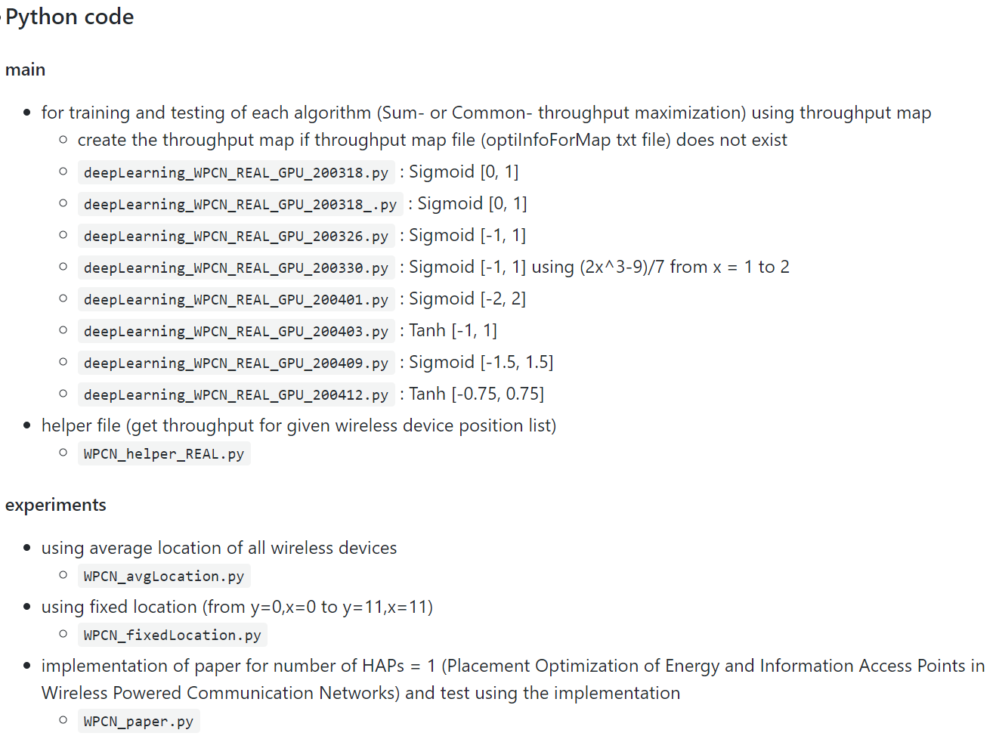 Python code
main
for training and testing of each algorithm (Sum- or Common- throughput maximization) using throughput map
create the throughput map if throughput map file (optiInfoForMap txt file) does not exist
deepLearning_WPCN_REAL_GPU_200318.py : Sigmoid [0, 1]
deepLearning_WPCN_REAL_GPU_200318_.py : Sigmoid [0, 1]
deepLearning_WPCN_REAL_GPU_200326.py : Sigmoid [-1, 1]
deepLearning_WPCN_REAL_GPU_200330.py : Sigmoid [-1, 1] using (2x^3-9)/7 from x = 1 to 2
deepLearning_WPCN_REAL_GPU_200401.py : Sigmoid [-2, 2]
deepLearning_WPCN_REAL_GPU_200403.py : Tanh [-1, 1]
deepLearning_WPCN_REAL_GPU_200409.py : Sigmoid [-1.5, 1.5]
deepLearning_WPCN_REAL_GPU_200412.py : Tanh [-0.75, 0.75]
helper file (get throughput for given wireless device position list)
WPCN_helper_REAL.py
experiments
using average location of all wireless devices
WPCN_avgLocation.py
using fixed location (from y=0,x=0 to y=11,x=11)
WPCN_fixedLocation.py
implementation of paper for number of HAPs = 1 (Placement Optimization of Energy and Information Access Points in
Wireless Powered Communication Networks) and test using the implementation
WPCN_paper.py